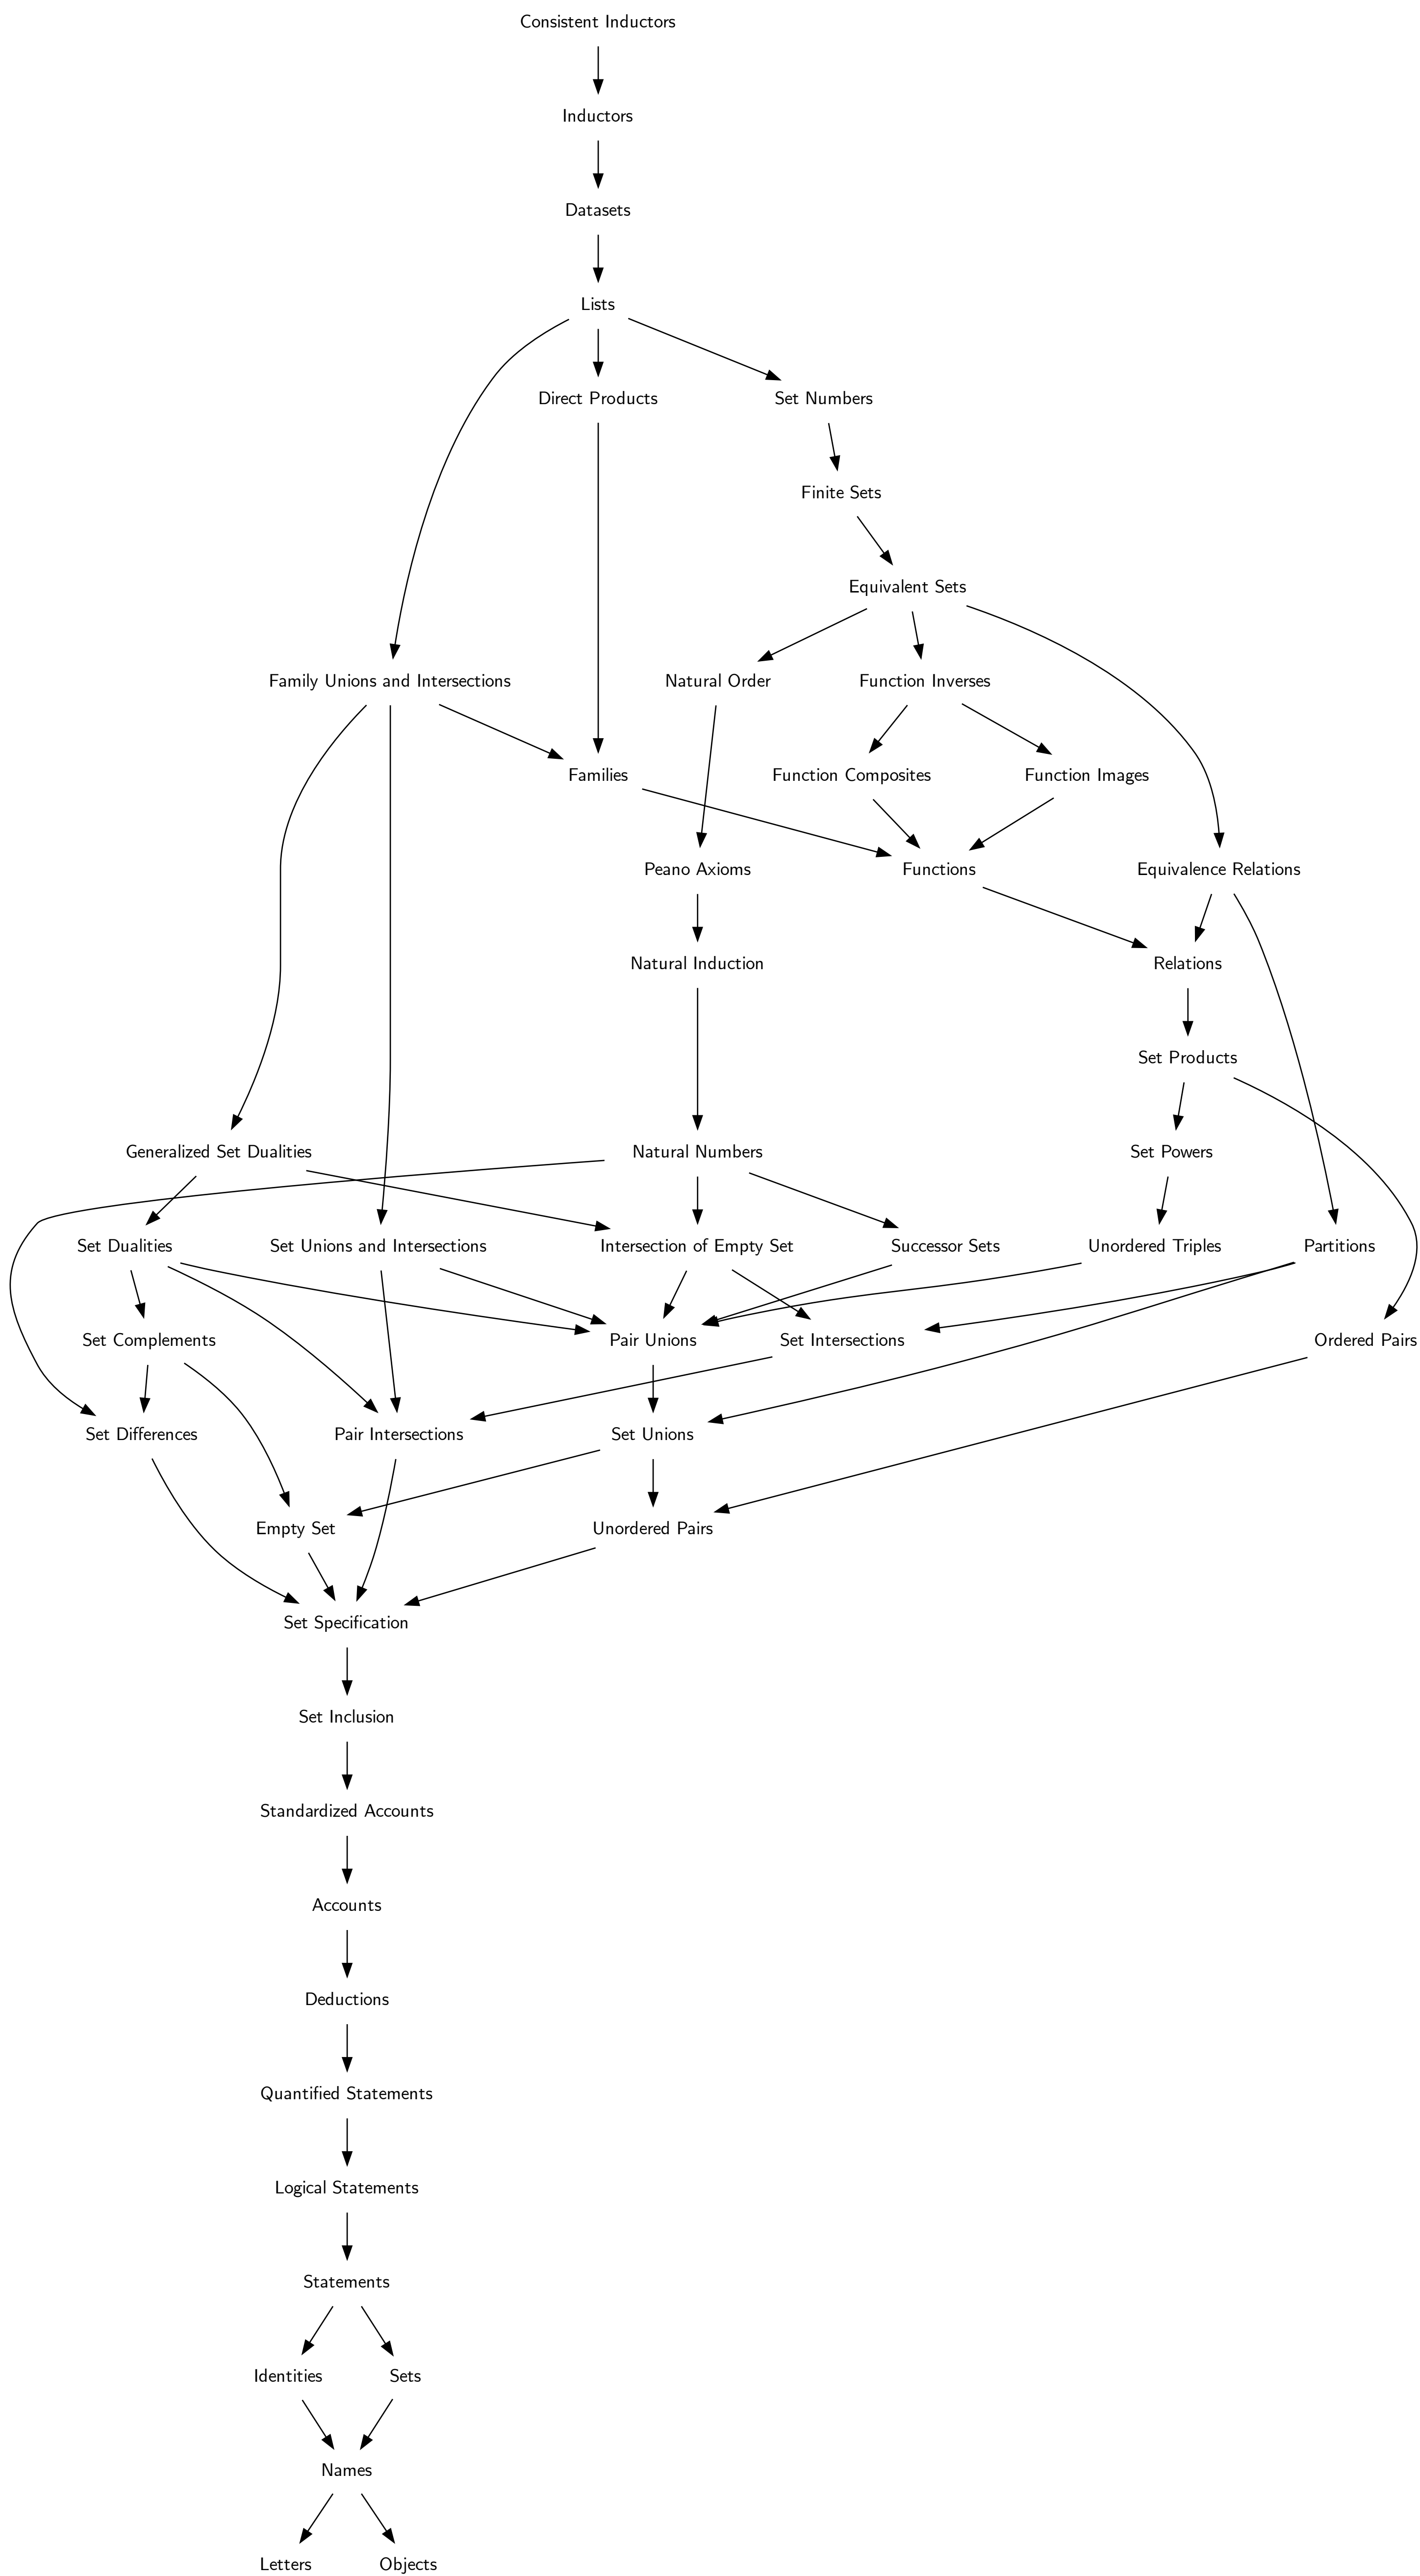 Consistent Inductors
Inductors
Datasets
Lists
Direct Products
Set Numbers
Finite Sets
Equivalent Sets
Family Unions and Intersections
Natural Order
Function Inverses
Families
Function Composites
Function Images
Peano Axioms
Functions
Equivalence Relations
Natural Induction
Relations
Set Products
Generalized Set Dualities
Natural Numbers
Set Powers
Set Dualities
Set Unions and Intersections
Intersection of Empty Set
Successor Sets
Unordered Triples
Partitions
Set Complements
Pair Unions
Set Intersections
Ordered Pairs
Set Differences
Pair Intersections
Set Unions
Empty Set
Unordered Pairs
Set Specification
Set Inclusion
Standardized Accounts
Accounts
Deductions
Quantified Statements
Logical Statements
Statements
Identities
Sets
Names
Letters
Objects